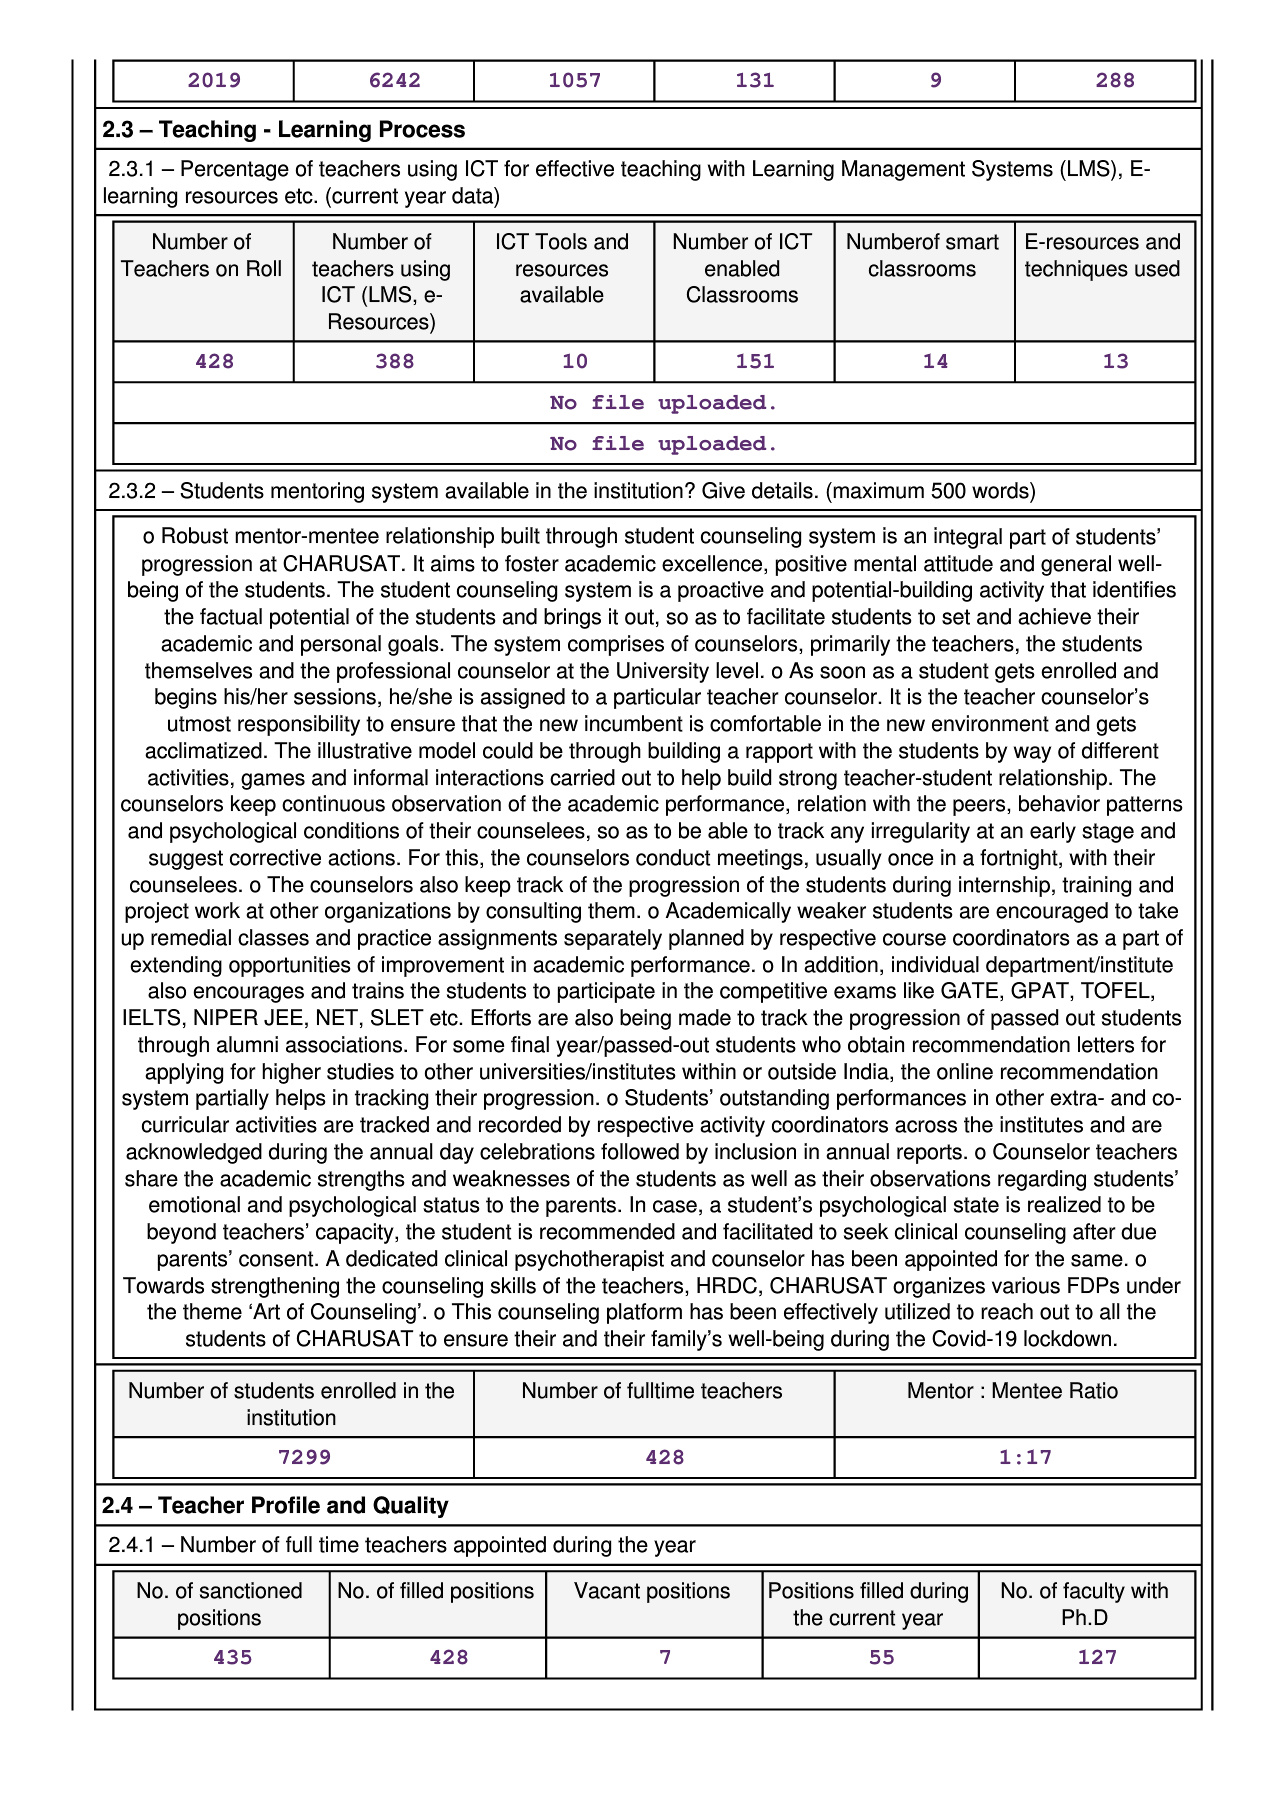 2019 6242 1057 131 9 288
2.3 – Teaching - Learning Process
2.3.1 – Percentage of teachers using ICT for effective teaching with Learning Management Systems (LMS), E-
learning resources etc. (current year data)
Number of Teachers on Roll
Number of teachers using ICT (LMS, e-Resources)
ICT Tools and resources available
Number of ICT enabled Classrooms
Numberof smart classrooms
E-resources and techniques used
428 388 10 151 14 13
No file uploaded.
No file uploaded.
2.3.2 – Students mentoring system available in the institution? Give details. (maximum 500 words)
o Robust mentor-mentee relationship built through student counseling system is an integral part of students’
progression at CHARUSAT. It aims to foster academic excellence, positive mental attitude and general well-
being of the students. The student counseling system is a proactive and potential-building activity that identifies
the factual potential of the students and brings it out, so as to facilitate students to set and achieve their
academic and personal goals. The system comprises of counselors, primarily the teachers, the students
themselves and the professional counselor at the University level. o As soon as a student gets enrolled and
begins his/her sessions, he/she is assigned to a particular teacher counselor. It is the teacher counselor’s
utmost responsibility to ensure that the new incumbent is comfortable in the new environment and gets
acclimatized. The illustrative model could be through building a rapport with the students by way of different
activities, games and informal interactions carried out to help build strong teacher-student relationship. The
counselors keep continuous observation of the academic performance, relation with the peers, behavior patterns
and psychological conditions of their counselees, so as to be able to track any irregularity at an early stage and
suggest corrective actions. For this, the counselors conduct meetings, usually once in a fortnight, with their
counselees. o The counselors also keep track of the progression of the students during internship, training and
project work at other organizations by consulting them. o Academically weaker students are encouraged to take
up remedial classes and practice assignments separately planned by respective course coordinators as a part of
extending opportunities of improvement in academic performance. o In addition, individual department/institute
also encourages and trains the students to participate in the competitive exams like GATE, GPAT, TOFEL,
IELTS, NIPER JEE, NET, SLET etc. Efforts are also being made to track the progression of passed out students
through alumni associations. For some final year/passed-out students who obtain recommendation letters for
applying for higher studies to other universities/institutes within or outside India, the online recommendation
system partially helps in tracking their progression. o Students’ outstanding performances in other extra- and co-
curricular activities are tracked and recorded by respective activity coordinators across the institutes and are
acknowledged during the annual day celebrations followed by inclusion in annual reports. o Counselor teachers
share the academic strengths and weaknesses of the students as well as their observations regarding students’
emotional and psychological status to the parents. In case, a student’s psychological state is realized to be
beyond teachers’ capacity, the student is recommended and facilitated to seek clinical counseling after due
parents’ consent. A dedicated clinical psychotherapist and counselor has been appointed for the same. o
Towards strengthening the counseling skills of the teachers, HRDC, CHARUSAT organizes various FDPs under
the theme ‘Art of Counseling’. o This counseling platform has been effectively utilized to reach out to all the
students of CHARUSAT to ensure their and their family’s well-being during the Covid-19 lockdown.
Number of students enrolled in the institution
Number of fulltime teachers
Mentor : Mentee Ratio
7299 428 1:17
2.4 – Teacher Profile and Quality
2.4.1 – Number of full time teachers appointed during the year
No. of sanctioned positions
No. of filled positions
Vacant positions
Positions filled during the current year
No. of faculty with Ph.D
435 428 7 55 127